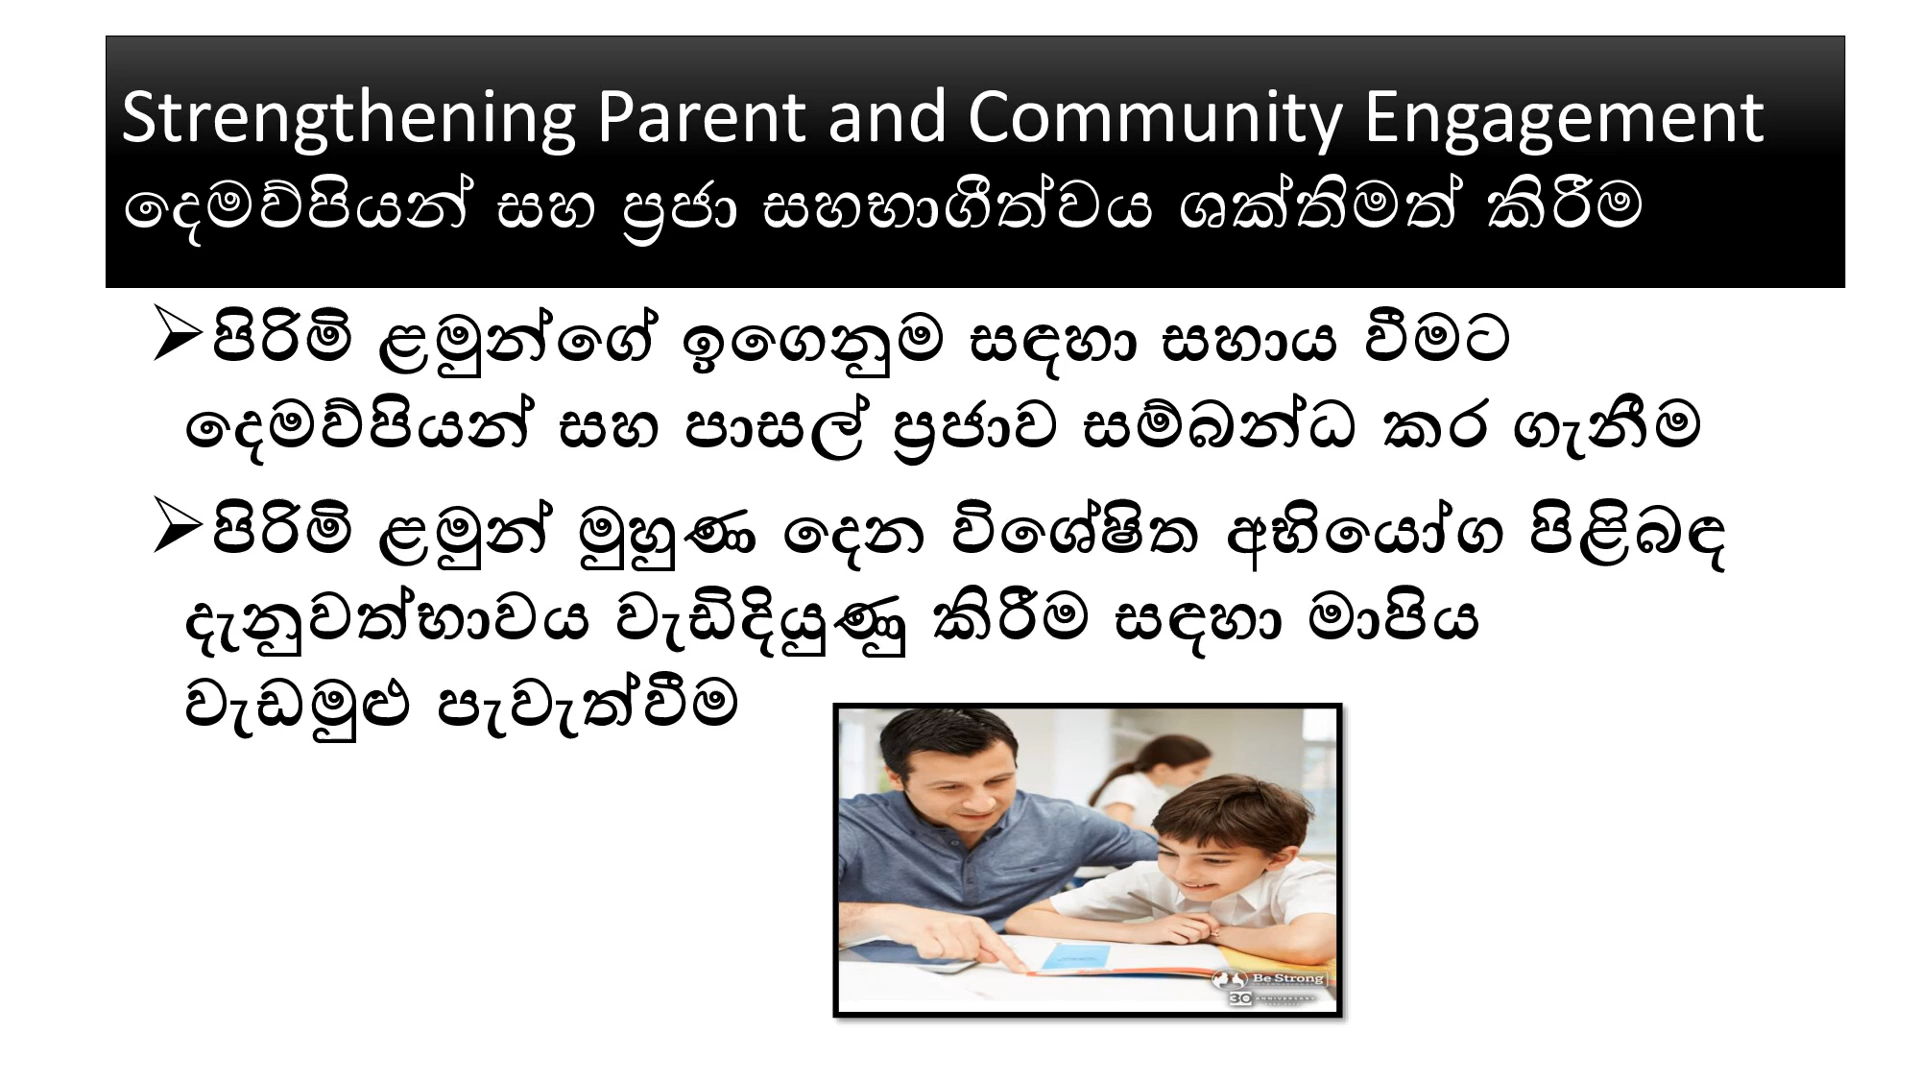 Strengthening Parent and Community Engagement
දෙමව්පියන් සහ ප්‍රජා සහභාගීත්වය ශක්තිමත් කිරීම
➢පිරිමි ළමුන්ගේ ඉගෙනුම සඳහා සහාය වීමට
දෙමව්පියන් සහ පාසල් ප්‍රජාව සම්බන්ධ කර ගැනීම
➢පිරිමි ළමුන් මුහුණ දෙන විශේෂිත අභියෝග පිළිබඳ
දැනුවත්භාවය වැඩිදියුණු කිරීම සඳහා මාපිය
වැඩමුළු පැවැත්වීම
Be Strong
30